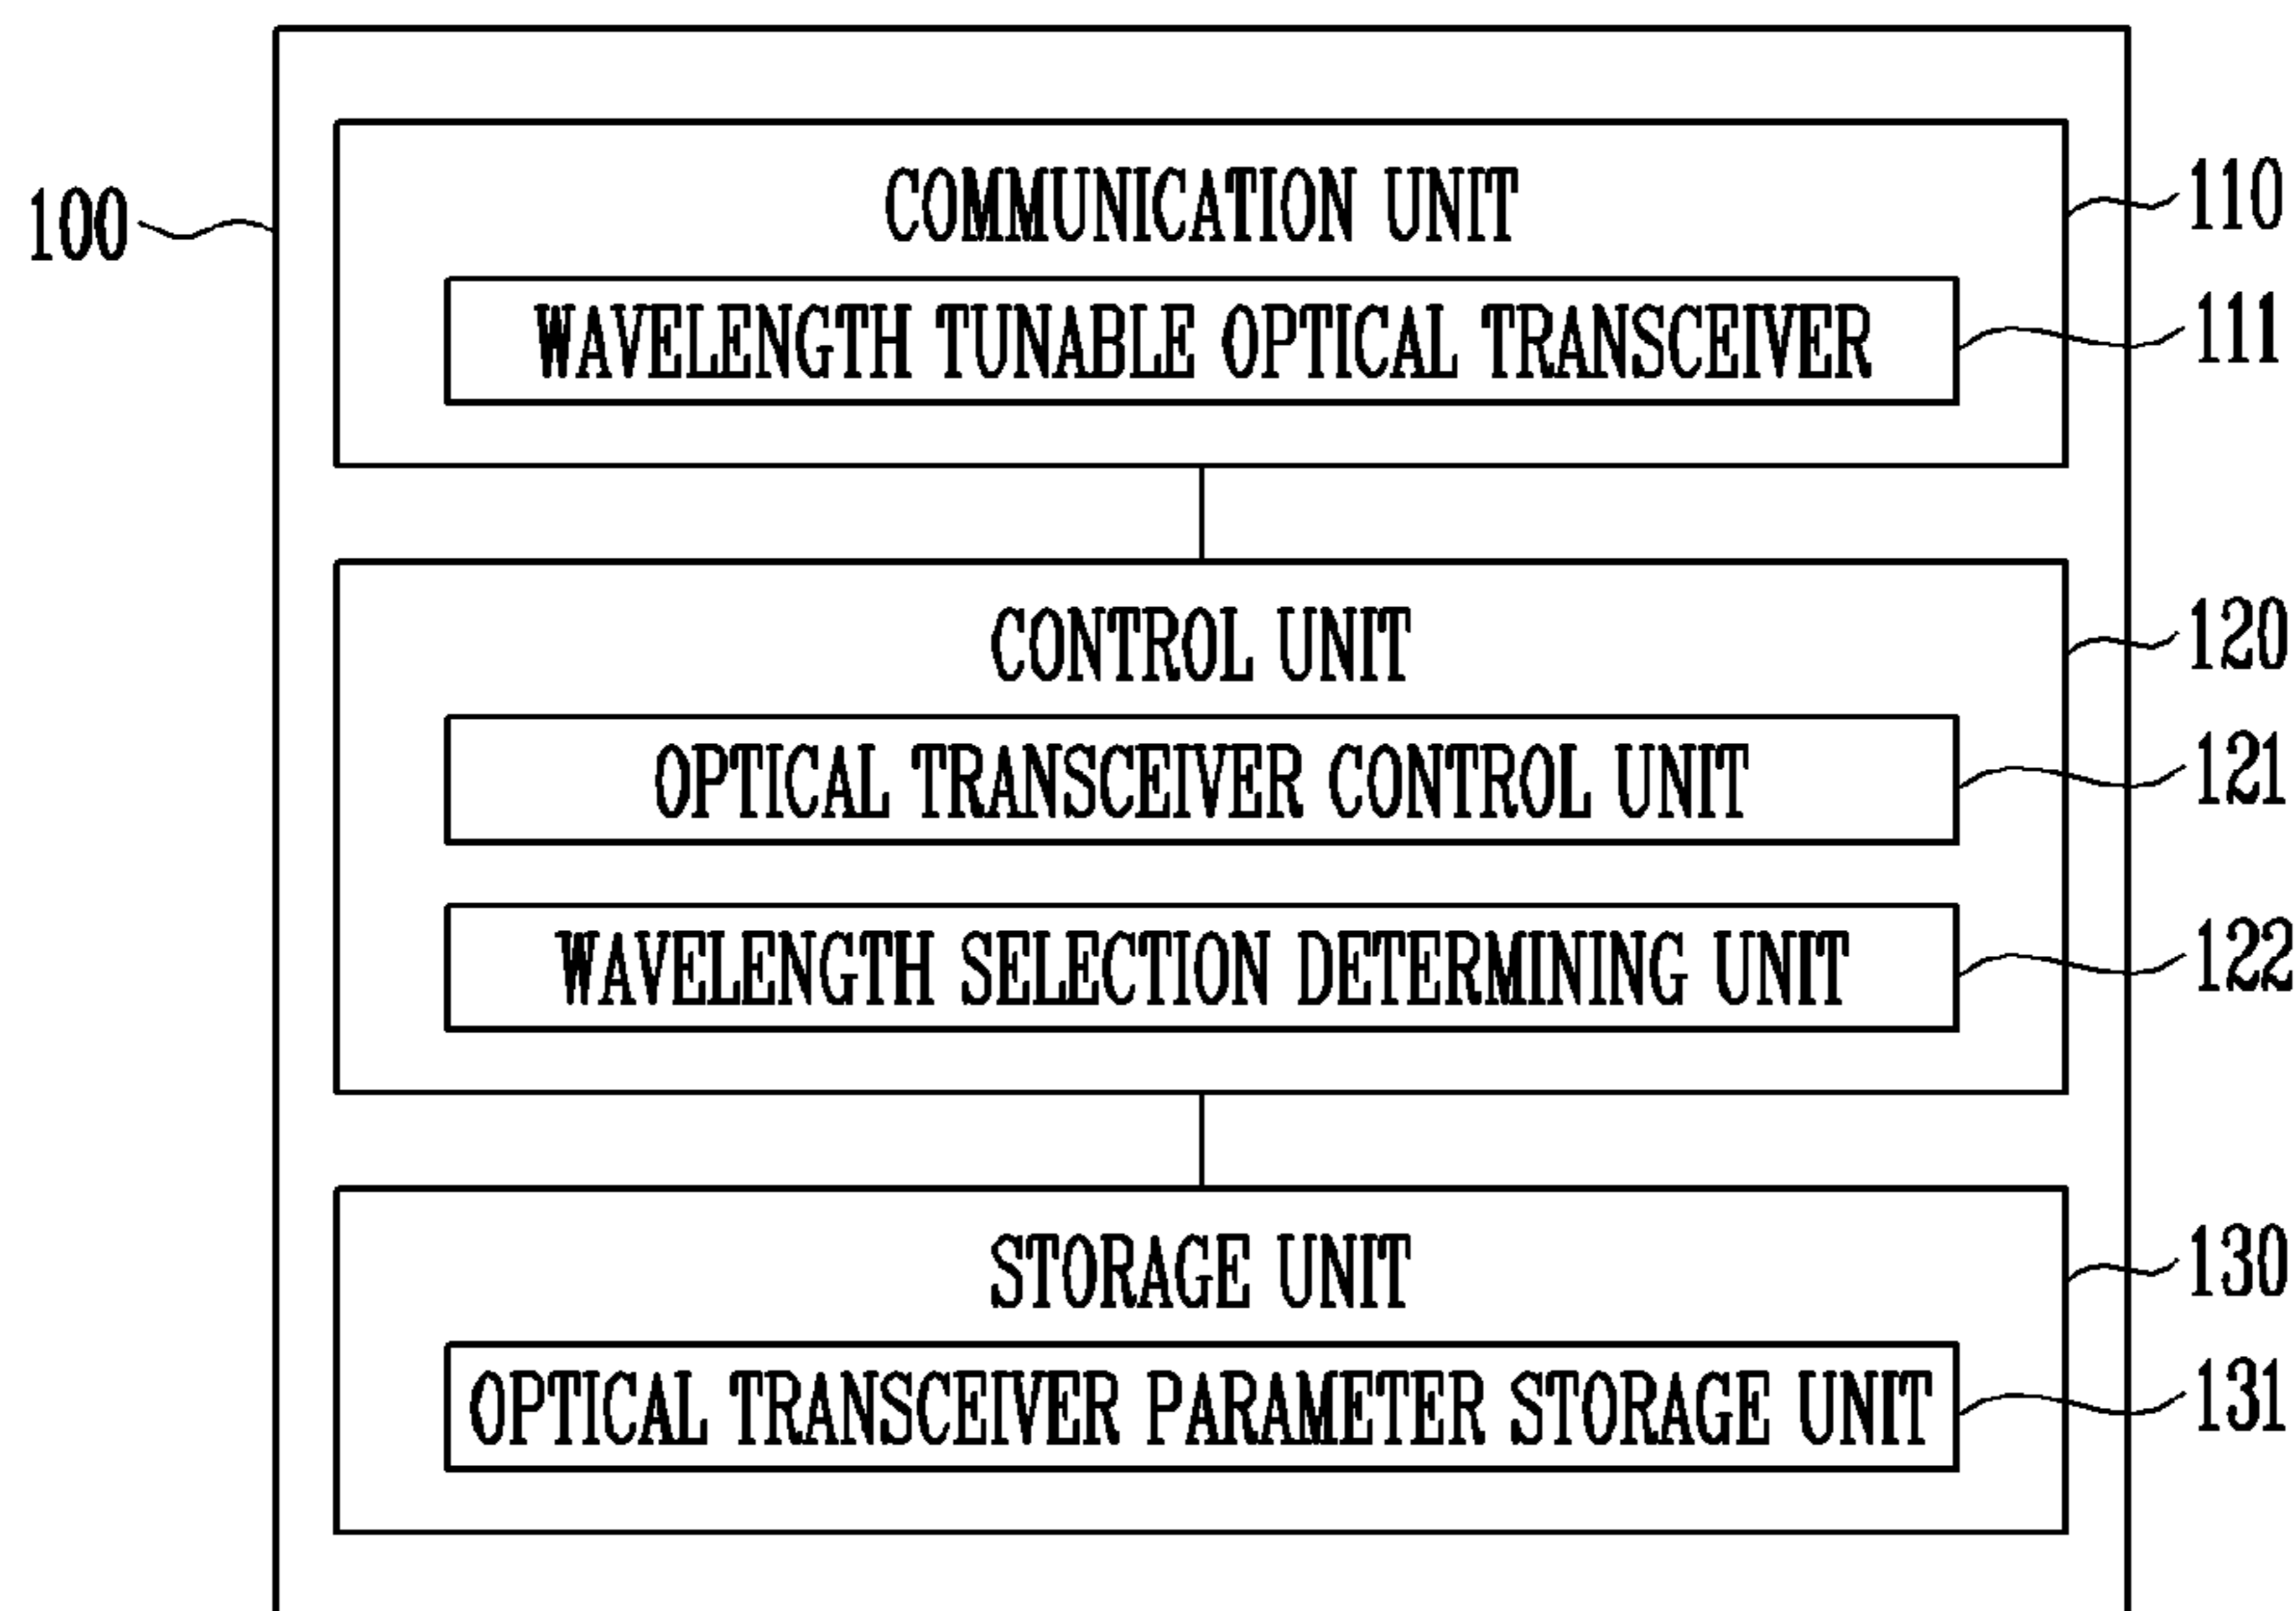 100
COMMUNICATION UNIT
110
WAVELENGTH TUNABLE OPTICAL TRANSCEIVER
111
CONTROL UNIT
120
OPTICAL TRANSCEIVER CONTROL UNIT
121
WAVELENGTH SELECTION DETERMINING UNIT
122
STORAGE UNIT
130
OPTICAL TRANSCEIVER PARAMETER STORAGE UNIT
131